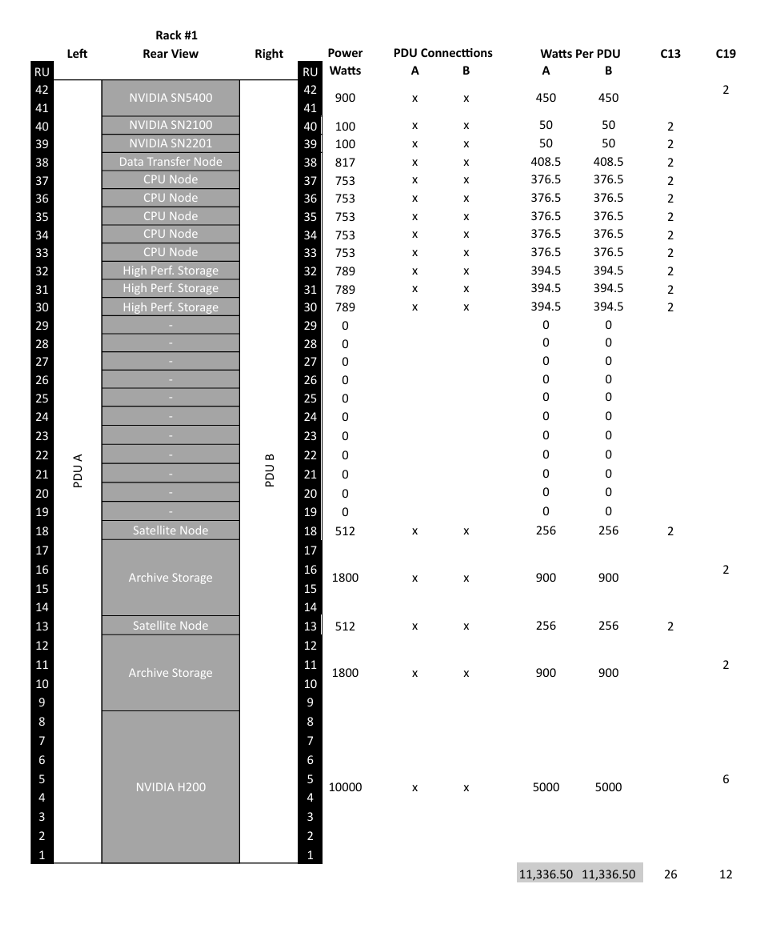 Rack #1
Left Rear View Right Power PDU Connecttions Watts Per PDU C13 C19
RU RU Watts A B A B
42 42 2
NVIDIA SN5400 900 x x 450 450
41 41
40 NVIDIA SN2100 40 100 x x 50 50 2
39 NVIDIA SN2201 39 100 x x 50 50 2
38 Data Transfer Node 38 817 x x 408.5 408.5 2
37 CPU Node 37 753 x x 376.5 376.5 2
36 CPU Node 36 753 x x 376.5 376.5 2
35 CPU Node 35 753 x x 376.5 376.5 2
34 CPU Node 34 753 x x 376.5 376.5 2
33 CPU Node 33 753 x x 376.5 376.5 2
32 High Perf. Storage 32 789 x x 394.5 394.5 2
31 High Perf. Storage 31 789 x x 394.5 394.5 2
30 High Perf. Storage 30 789 x x 394.5 394.5 2
29 - 29 0 0 0
28 - 28 0 0 0
27 - 27 0 0 0
26 - 26 0 0 0
25 - 25 0 0 0
24 - 24 0 0 0
23 - 23 0 0 0
22 - 22 0 0 0
PDU A PDU B
21 - 21 0 0 0
20 - 20 0 0 0
19 - 19 0 0 0
18 Satellite Node 18 512 x x 256 256 2
17 17
16 16 2
Archive Storage 1800 x x 900 900
15 15
14 14
13 Satellite Node 13 512 x x 256 256 2
12 12
11 11 2
Archive Storage 1800 x x 900 900
10 10
9 9
8 8
7 7
6 6
5 5 6
NVIDIA H200 10000 x x 5000 5000
4 4
3 3
2 2
1 1
11,336.50 11,336.50 26 12